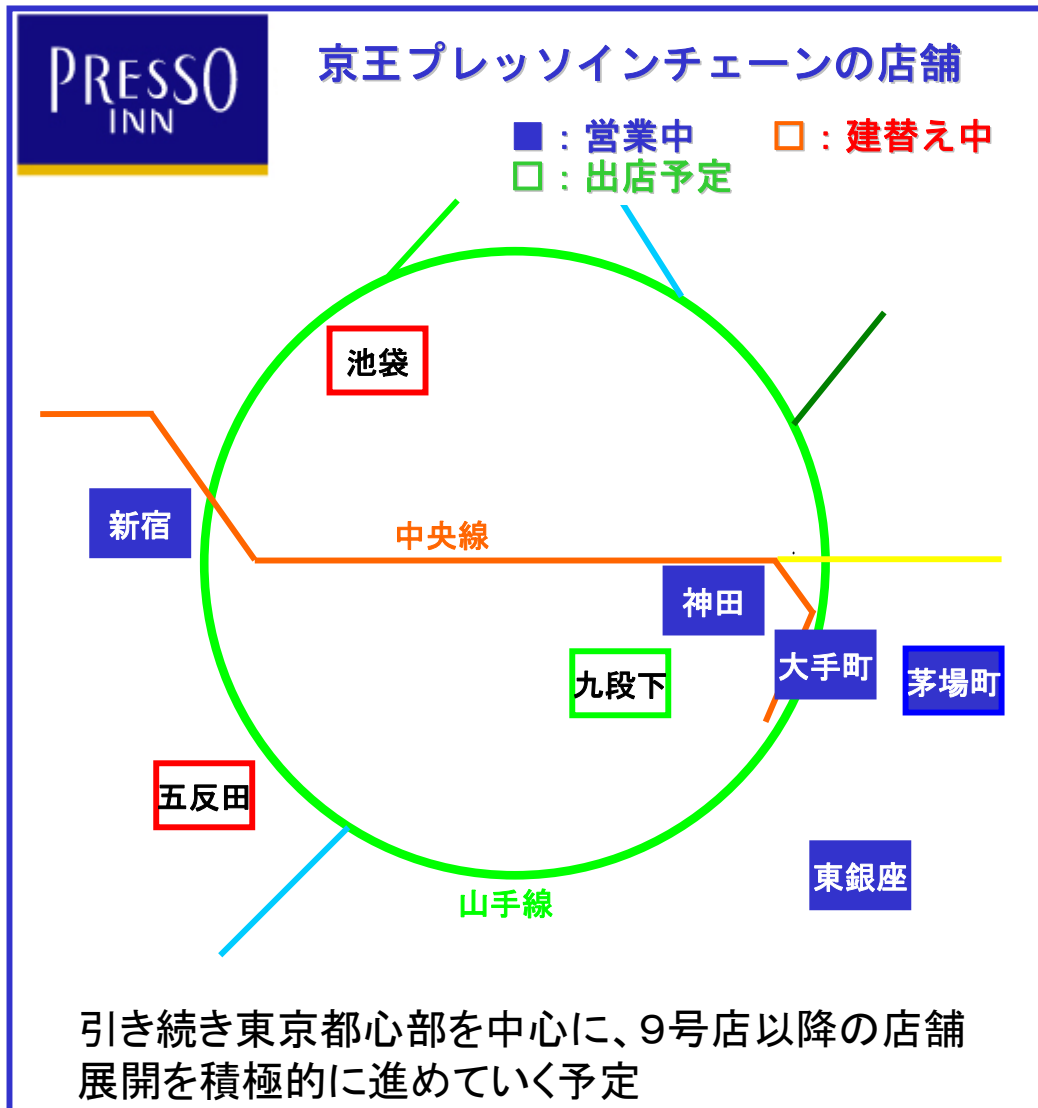 PRESSO
INN
京王プレッソインチェーンの店舗
■：営業中 □：建替え中
□：出店予定
池袋
新宿
中央線
神田
大手町
茅場町
九段下
五反田
東銀座
山手線
引き続き東京都心部を中心に、９号店以降の店舗
展開を積極的に進めていく予定